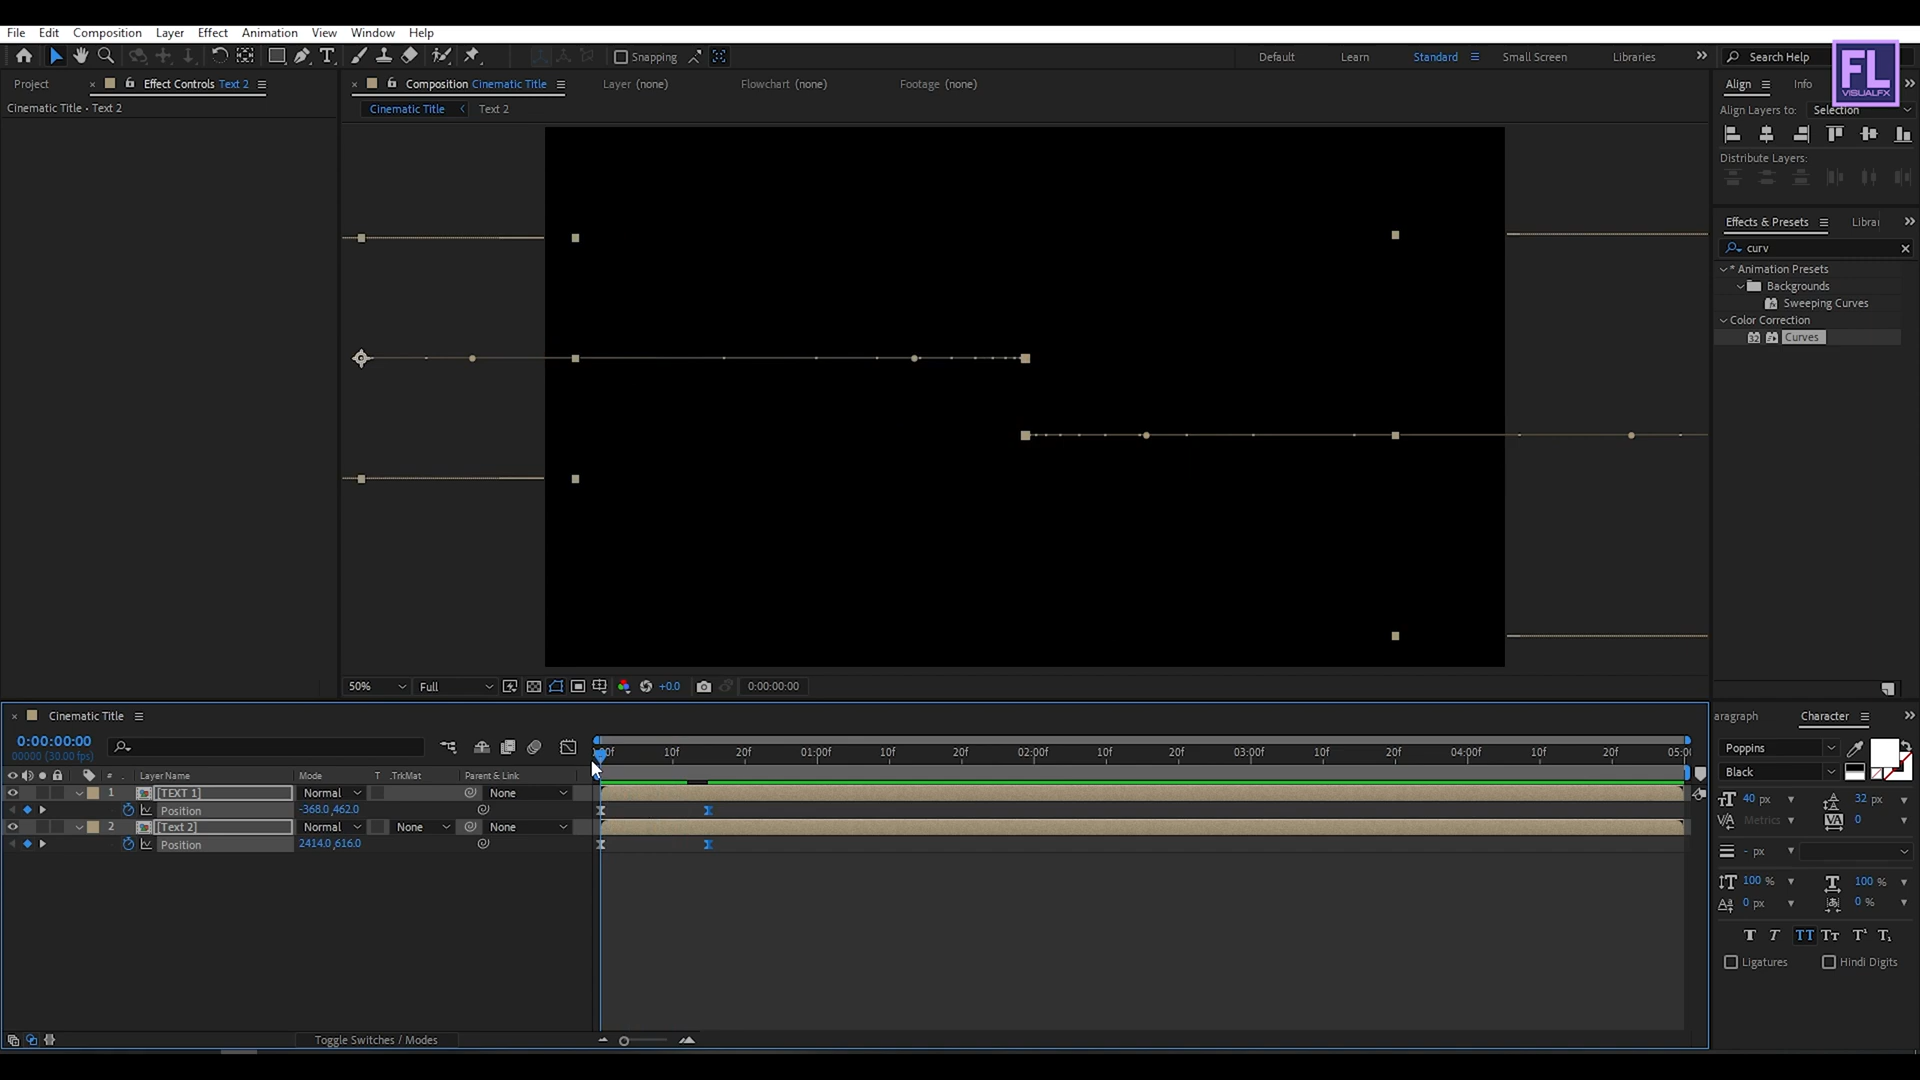 File Edit Composition Layer Effect Animation View Window Help
Snapping Default Learn Standard Small Screen Libraries Search Help
FL
VISUALFX
Project Effect Controls Text 2 Composition Cinematic Title Layer (none) Flowchart (none) Footage (none) Align Info
Cinematic Title • Text 2 Cinematic Title Text 2 Align Layers to: Selection
Distribute Layers:
Effects & Presets Librai
curv
* Animation Presets
Backgrounds
Sweeping Curves
Color Correction
32 Curves
50% Full +0.0 0:00:00:00
Cinematic Title aragraph Character
0:00:00:00
00000 (30.00 fps)
:00f 10f 20f 01:00f 10f 20f 02:00f 10f 20f 03:00f 10f 20f 04:00f 10f 20f 05:0
Poppins
Black
# Layer Name Mode T .TrkMat Parent & Link
1 [TEXT 1] Normal None
Position -368.0,462.0
2 [Text 2] Normal None None
Position 2414.0,616.0
40 px 32 px
Metrics 0
- px
100 % 100 %
0 px 0 %
T T TT Tт T¹ T₁
Ligatures Hindi Digits
Toggle Switches / Modes